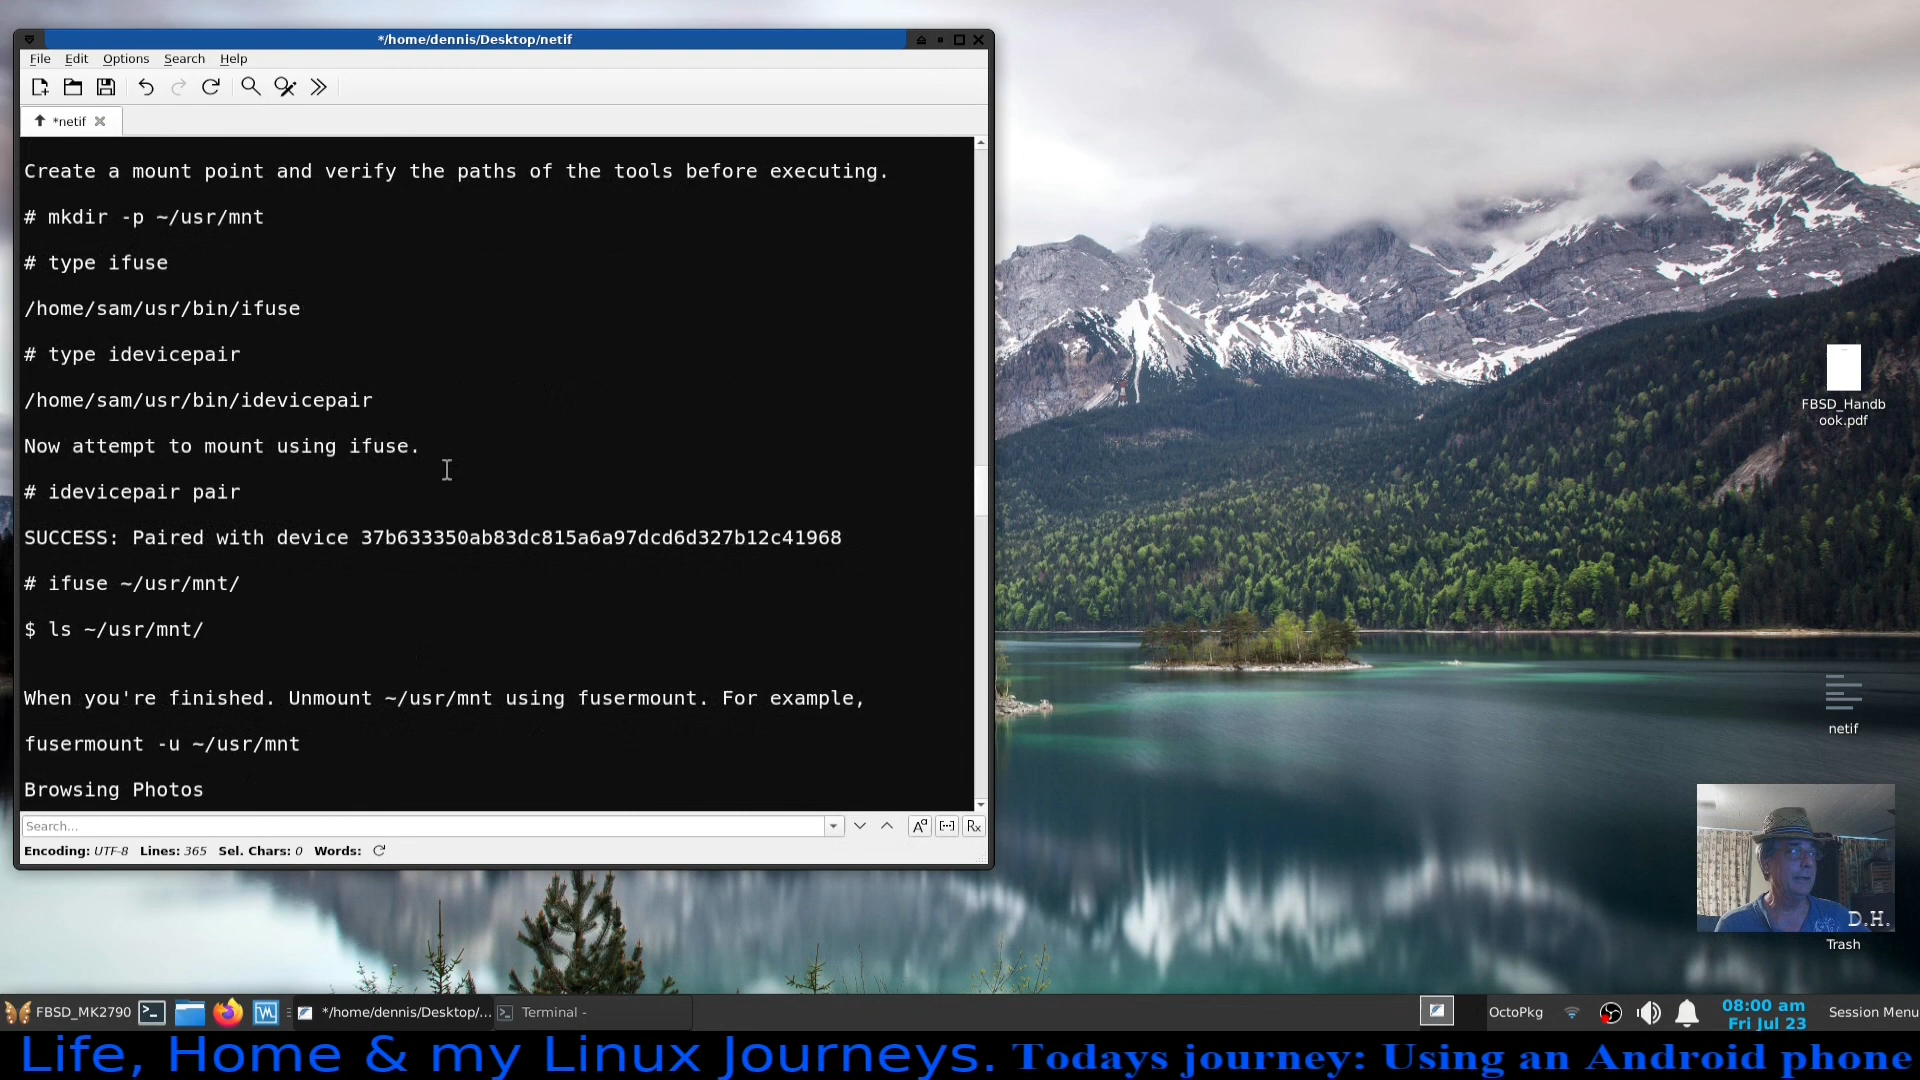 */home/dennis/Desktop/netif
File Edit Options Search Help
*netif
Create a mount point and verify the paths of the tools before executing.
# mkdir -p ~/usr/mnt
# type ifuse
/home/sam/usr/bin/ifuse
# type idevicepair
/home/sam/usr/bin/idevicepair
Now attempt to mount using ifuse.
# idevicepair pair
SUCCESS: Paired with device 37b633350ab83dc815a6a97dcd6d327b12c41968
# ifuse ~/usr/mnt/
$ ls ~/usr/mnt/
When you're finished. Unmount ~/usr/mnt using fusermount. For example,
fusermount -u ~/usr/mnt
Browsing Photos
Search...
Encoding: UTF-8 Lines: 365 Sel. Chars: 0 Words:
FBSD_Handb
ook.pdf
netif
D.H.
Trash
FBSD_MK2790
*/home/dennis/Desktop/...
Terminal -
OctoPkg
08:00 am
Fri Jul 23
Session Menu
Life, Home & my Linux Journeys. Todays journey: Using an Android phone